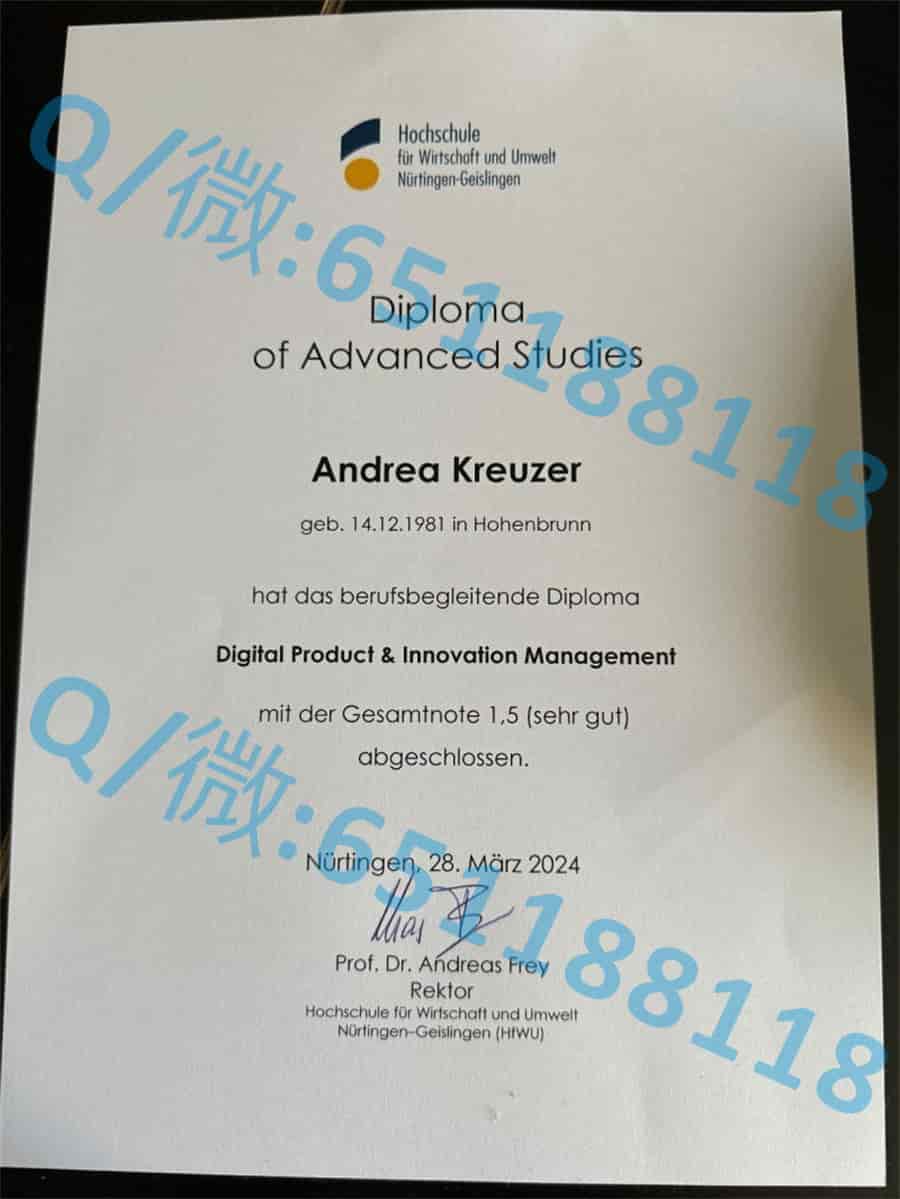 Hochschule
für Wirtschaft und Umwelt
Nürtingen-Geislingen
Q/微:651188118
Diploma
of Advanced Studies
Andrea Kreuzer
geb. 14.12.1981 in Hohenbrunn
hat das berufsbegleitende Diploma
Digital Product & Innovation Management
mit der Gesamtnote 1,5 (sehr gut)
abgeschlossen.
Q/微:651188118
Nürtingen, 28. März 2024
Prof. Dr. Andreas Frey
Rektor
Hochschule für Wirtschaft und Umwelt
Nürtingen-Geislingen (HfWU)